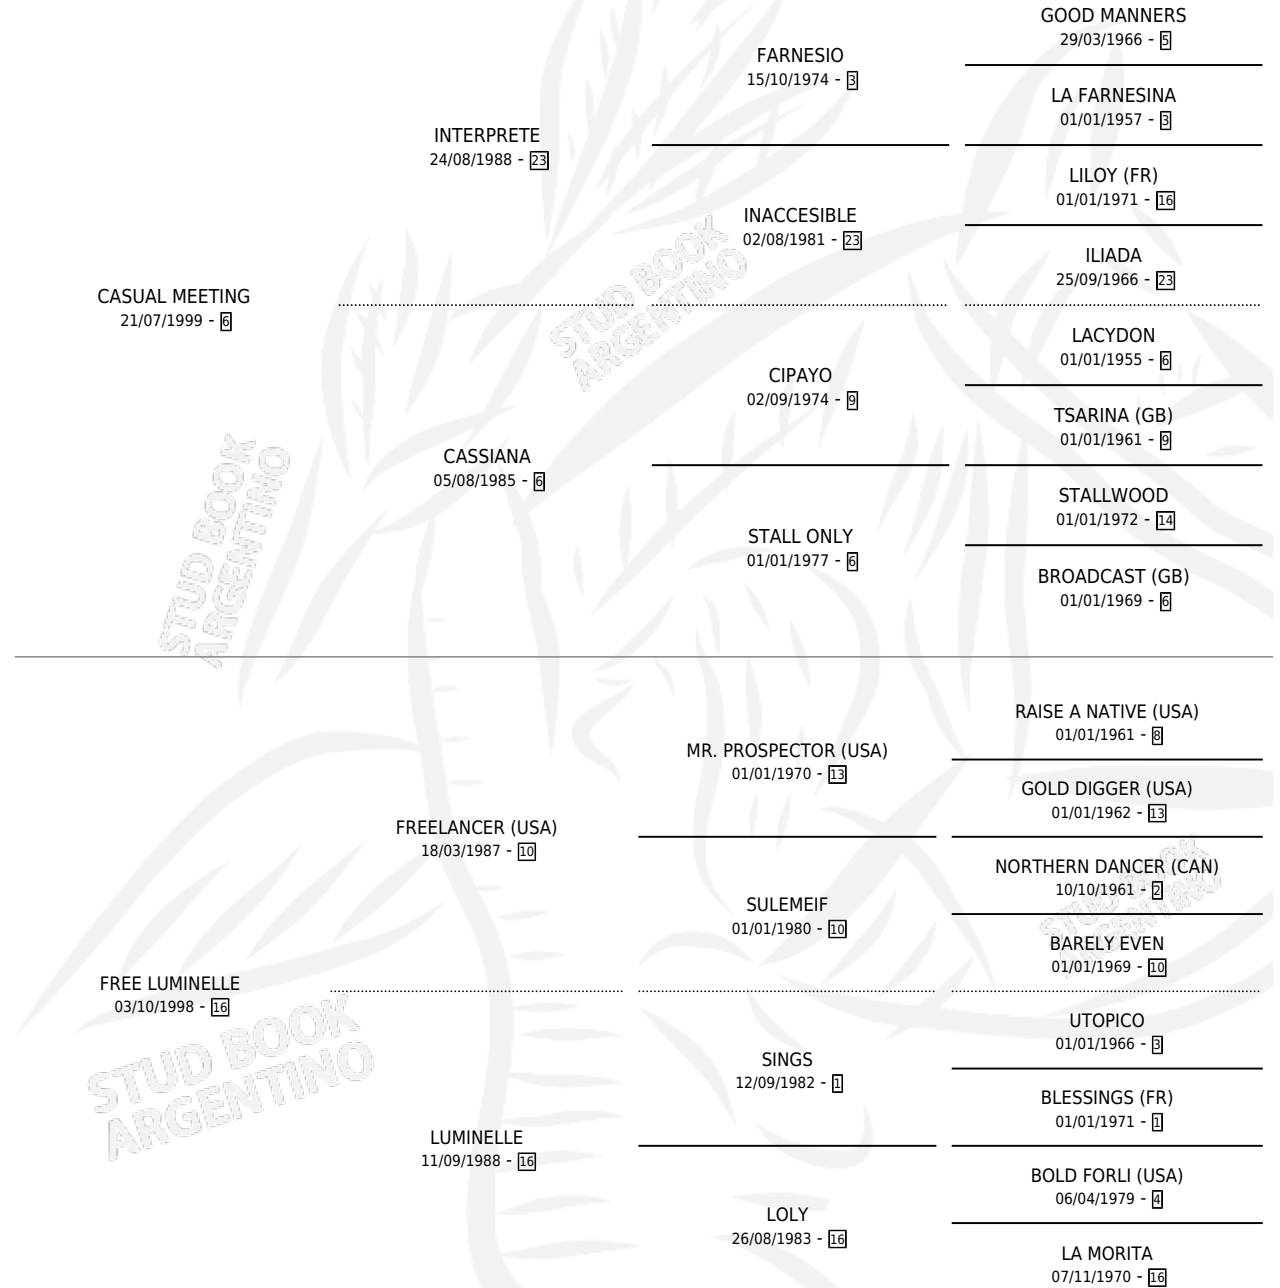 GOOD MANNERS
29/03/1966 - 5
FARNESIO
15/10/1974 - 3
LA FARNESINA
01/01/1957 - 3
INTERPRETE
24/08/1988 - 23
LILOY (FR)
01/01/1971 - 16
INACCESIBLE
02/08/1981 - 23
ILIADA
25/09/1966 - 23
CASUAL MEETING
21/07/1999 - 6
LACYDON
01/01/1955 - 6
CIPAYO
02/09/1974 - 9
TSARINA (GB)
01/01/1961 - 9
CASSIANA
05/08/1985 - 6
STALLWOOD
01/01/1972 - 14
STALL ONLY
01/01/1977 - 6
BROADCAST (GB)
01/01/1969 - 6
RAISE A NATIVE (USA)
01/01/1961 - 8
MR. PROSPECTOR (USA)
01/01/1970 - 13
GOLD DIGGER (USA)
01/01/1962 - 13
FREELANCER (USA)
18/03/1987 - 10
NORTHERN DANCER (CAN)
10/10/1961 - 2
SULEMEIF
01/01/1980 - 10
BARELY EVEN
01/01/1969 - 10
FREE LUMINELLE
03/10/1998 - 16
UTOPICO
01/01/1966 - 3
SINGS
12/09/1982 - 1
BLESSINGS (FR)
01/01/1971 - 1
LUMINELLE
11/09/1988 - 16
BOLD FORLI (USA)
06/04/1979 - 4
LOLY
26/08/1983 - 16
LA MORITA
07/11/1970 - 16
STUD BOOK
ARGENTINO
STUD BOOK
ARGENTINO
STUD BOOK
ARGENTINO
STUD BOOK
ARGENTINO